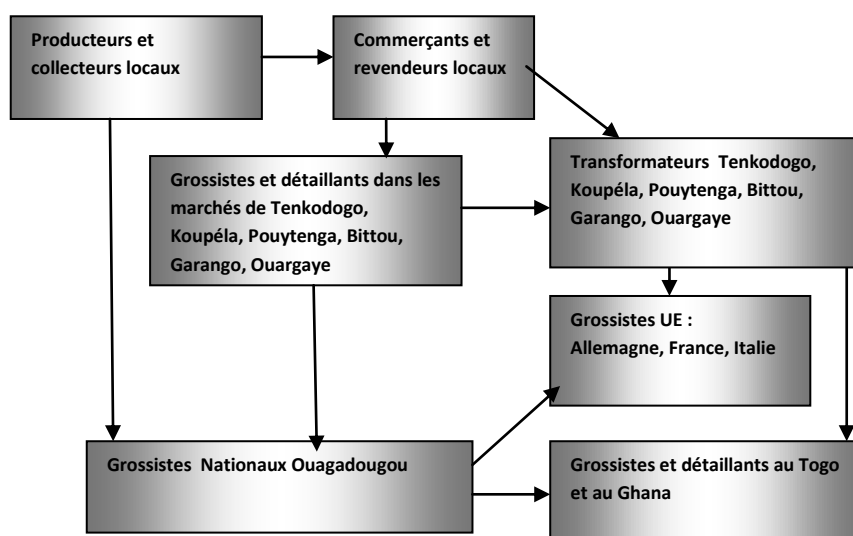 Producteurs et
collecteurs locaux
Commerçants et
revendeurs locaux
Grossistes et détaillants dans les
marchés de Tenkodogo,
Koupéla, Pouytenga, Bittou,
Garango, Ouargaye
Transformateurs  Tenkodogo,
Koupéla, Pouytenga, Bittou,
Garango, Ouargaye
Grossistes UE :
Allemagne, France, Italie
Grossistes  Nationaux Ouagadougou
Grossistes et détaillants au Togo
et au Ghana